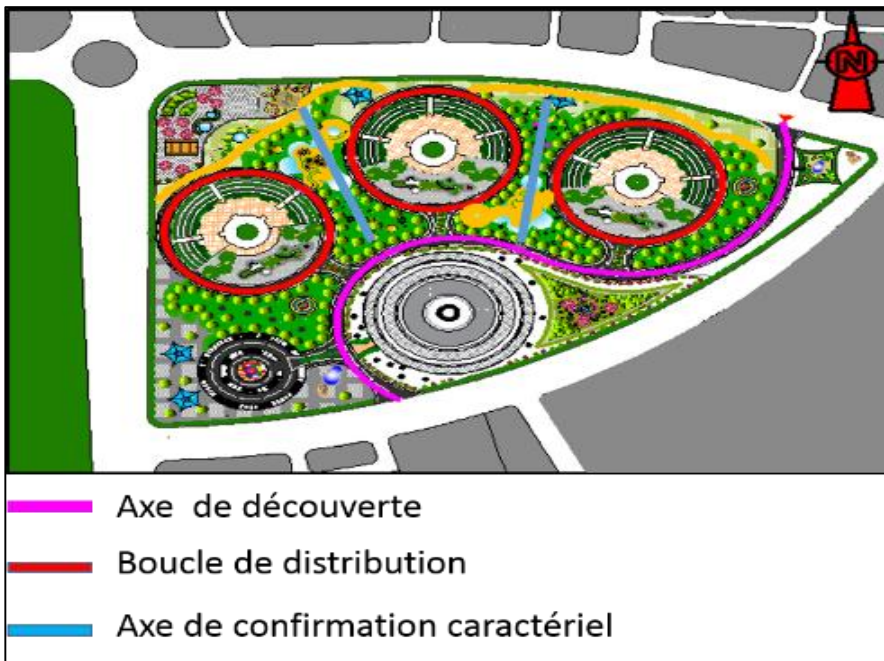 N
Axe de découverte
Boucle de distribution
Axe de confirmation caractériel